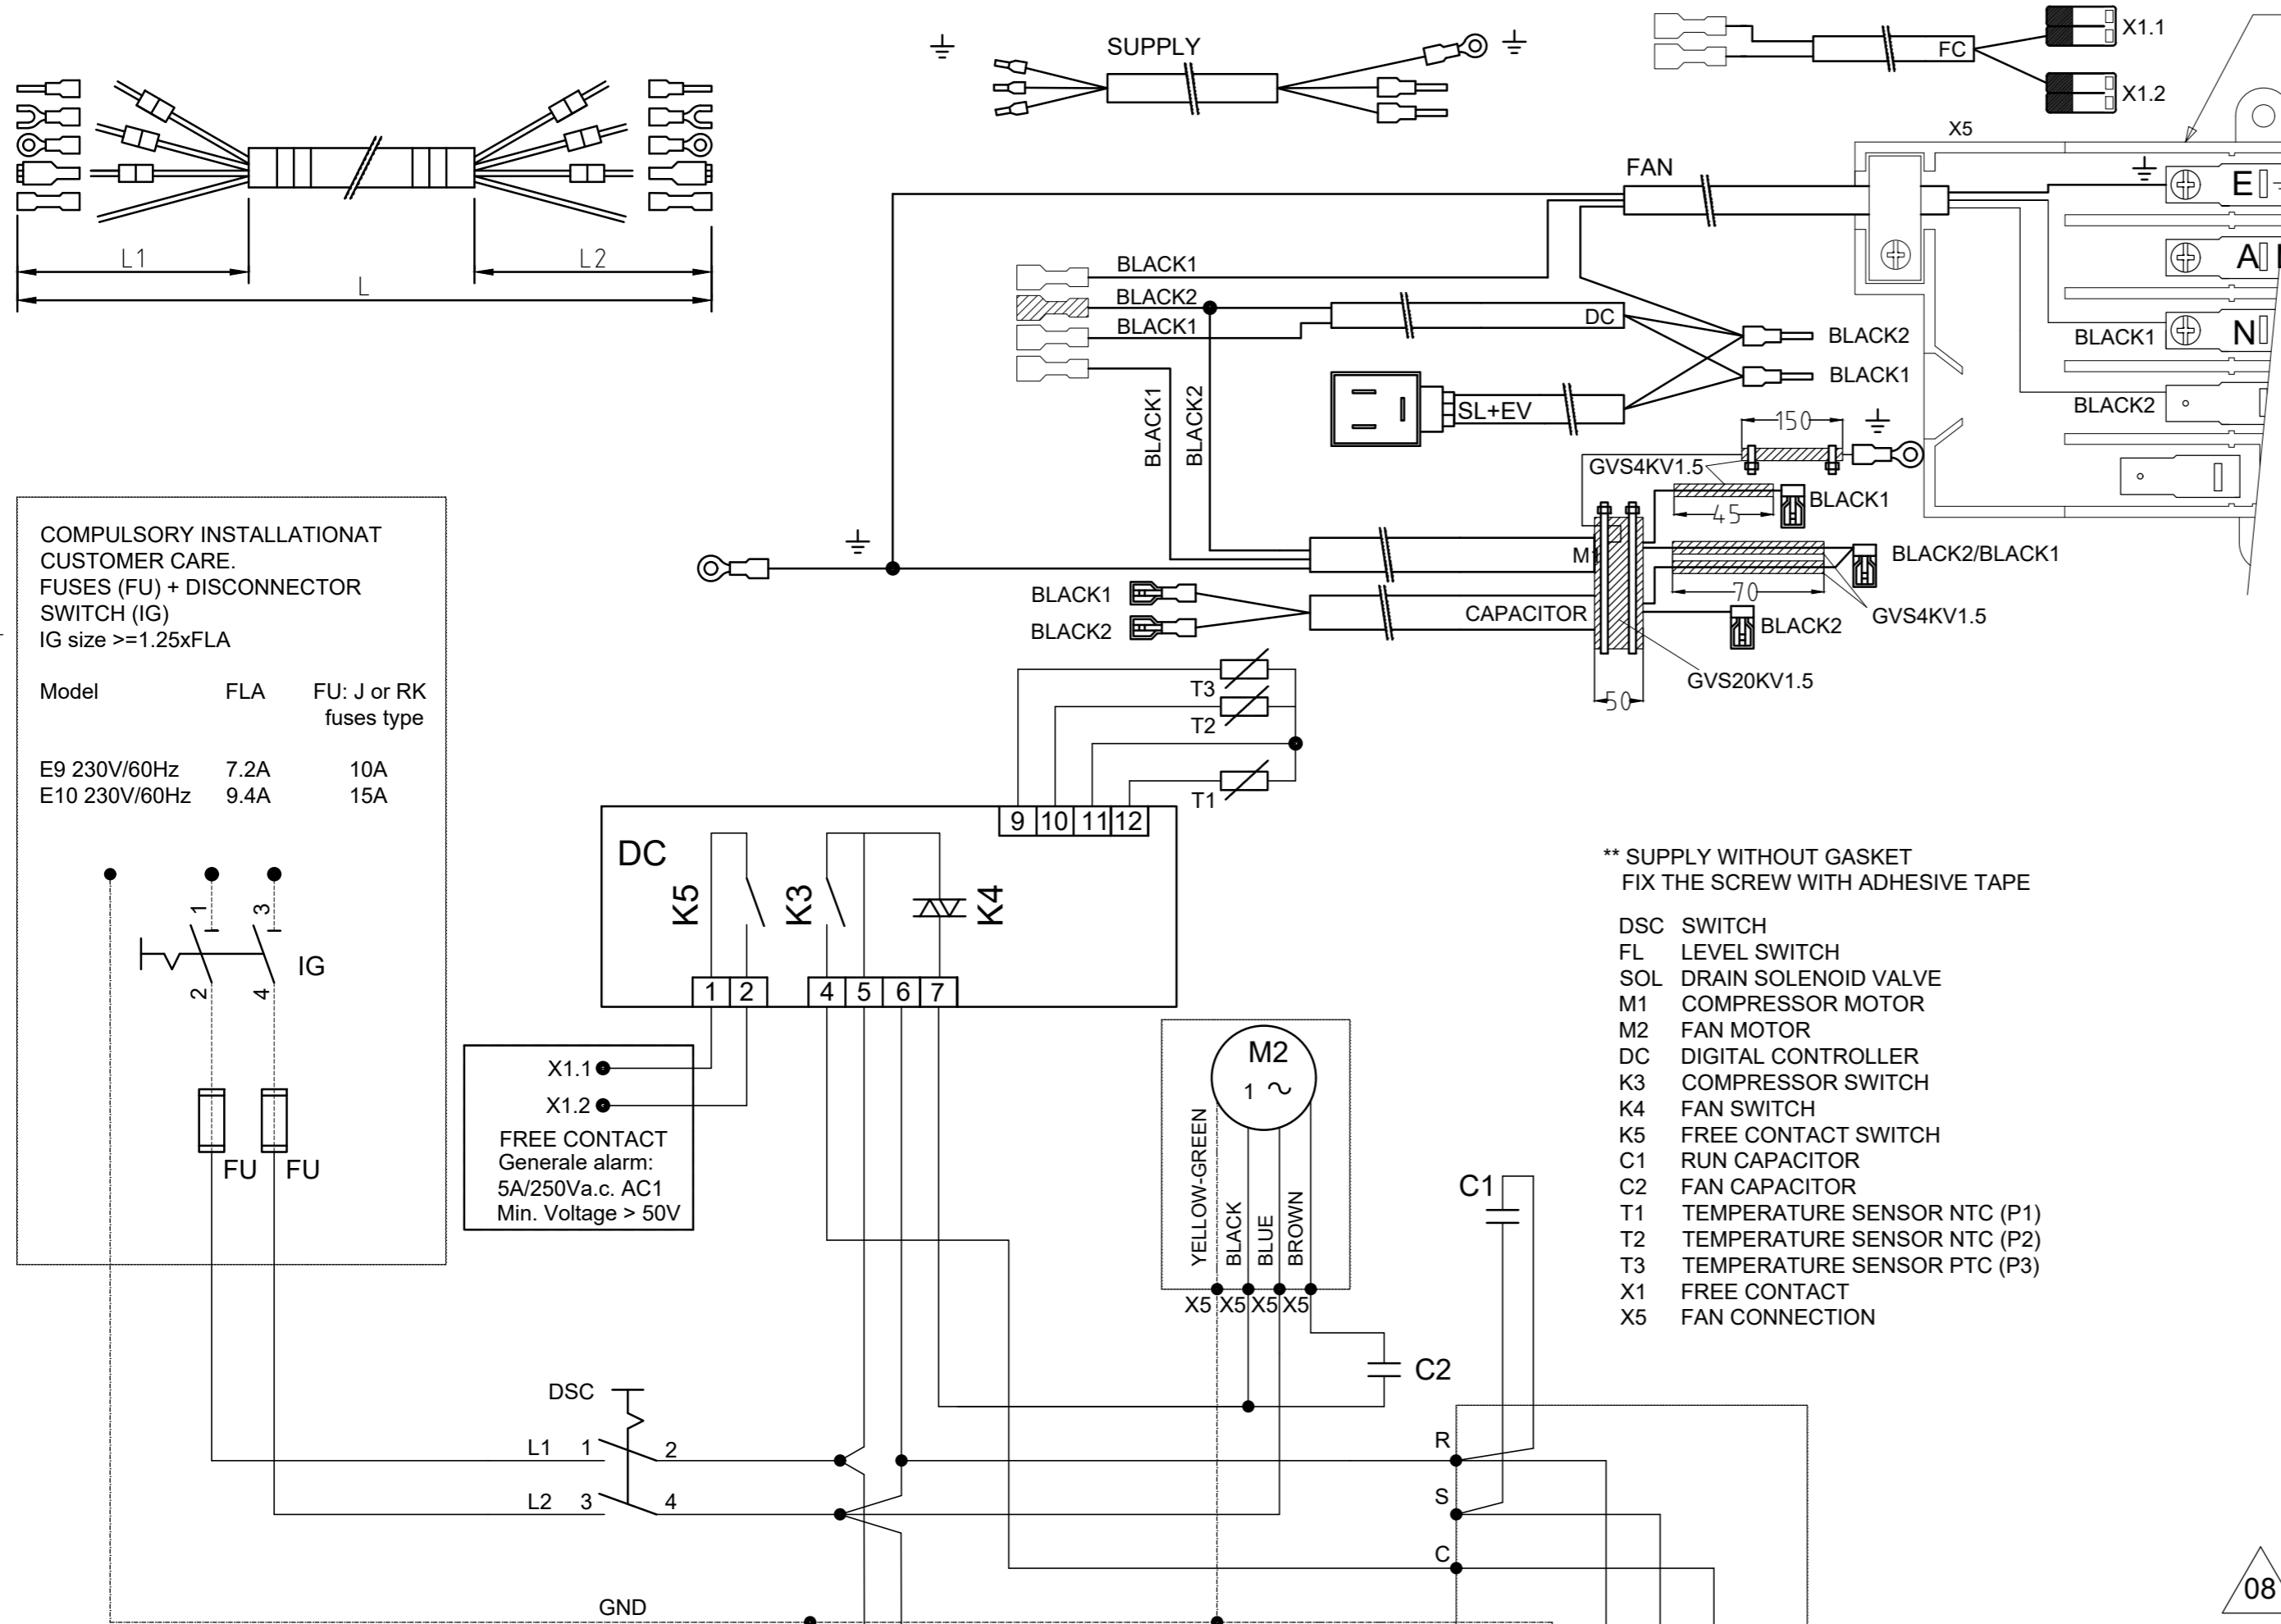 SUPPLY
FC
X1.1
X1.2
X5
FAN
E
A
N
BLACK1
BLACK2
L1
L2
L
BLACK1
BLACK2
BLACK1
DC
BLACK2
BLACK1
SL+EV
BLACK1
BLACK2
150
GVS4KV1.5
BLACK1
45
M1
BLACK2/BLACK1
70
GVS4KV1.5
BLACK1
BLACK2
CAPACITOR
BLACK2
GVS20KV1.5
50
COMPULSORY INSTALLATIONAT
CUSTOMER CARE.
FUSES (FU) + DISCONNECTOR
SWITCH (IG)
IG size >=1.25xFLA
Model FLA FU: J or RK
fuses type
E9 230V/60Hz 7.2A 10A
E10 230V/60Hz 9.4A 15A
1 3
IG
2 4
FU FU
T3
T2
T1
9 10 11 12
DC
K5 K3 K4
1 2 4 5 6 7
X1.1
X1.2
FREE CONTACT
Generale alarm:
5A/250Va.c. AC1
Min. Voltage > 50V
M2
1 ~
YELLOW-GREEN
BLACK
BLUE
BROWN
X5 X5 X5 X5
C1
C2
** SUPPLY WITHOUT GASKET
FIX THE SCREW WITH ADHESIVE TAPE
DSC SWITCH
FL LEVEL SWITCH
SOL DRAIN SOLENOID VALVE
M1 COMPRESSOR MOTOR
M2 FAN MOTOR
DC DIGITAL CONTROLLER
K3 COMPRESSOR SWITCH
K4 FAN SWITCH
K5 FREE CONTACT SWITCH
C1 RUN CAPACITOR
C2 FAN CAPACITOR
T1 TEMPERATURE SENSOR NTC (P1)
T2 TEMPERATURE SENSOR NTC (P2)
T3 TEMPERATURE SENSOR PTC (P3)
X1 FREE CONTACT
X5 FAN CONNECTION
DSC
L1 1 2
L2 3 4
R
S
C
GND
08